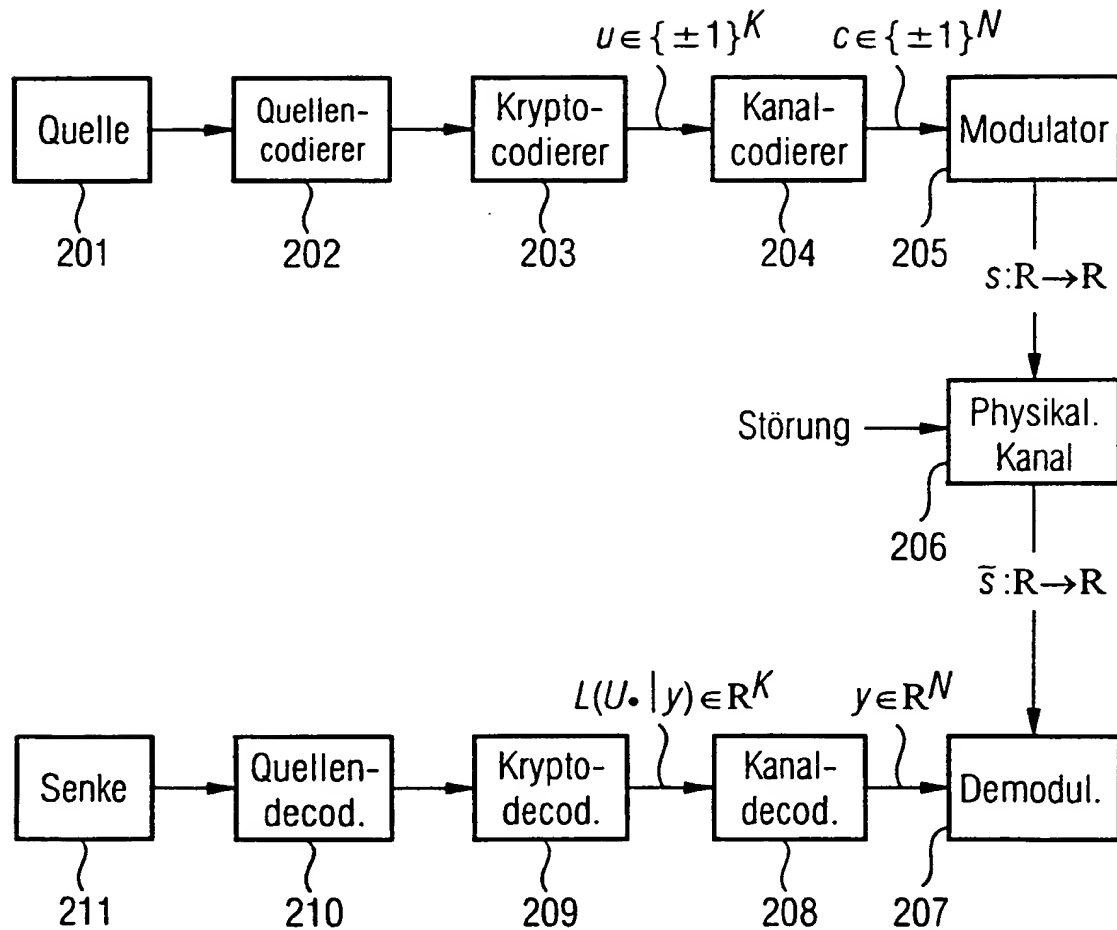 u ∈ {±1}^K
c ∈ {±1}^N
Quelle
Quellen-
codierer
Krypto-
codierer
Kanal-
codierer
Modulator
201
202
203
204
205
s:R→R
Störung
Physikal.
Kanal
206
s̃:R→R
L(U•|y)∈R^K
y∈R^N
Senke
Quellen-
decod.
Krypto-
decod.
Kanal-
decod.
Demodul.
211
210
209
208
207